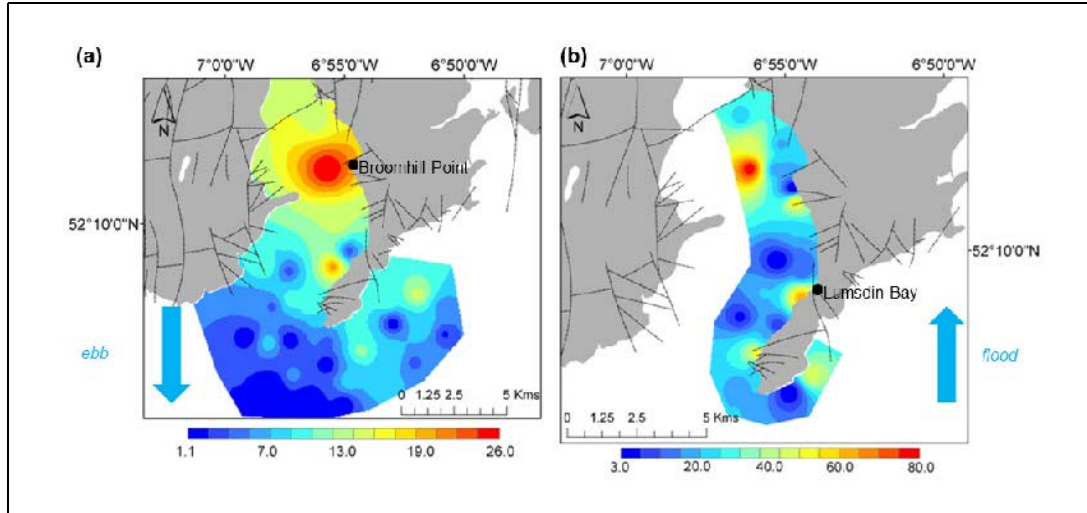 (a)
7°0'0"W 6°55'0"W 6°50'0"W
N
Broomhill Point
52°10'0"N
ebb
0 1.25 2.5 5 Kms
1.1 7.0 13.0 19.0 26.0
(b)
7°0'0"W 6°55'0"W 6°50'0"W
N
52°10'0"N
Lumsdin Bay
flood
0 1.25 2.5 5 Kms
3.0 20.0 40.0 60.0 80.0